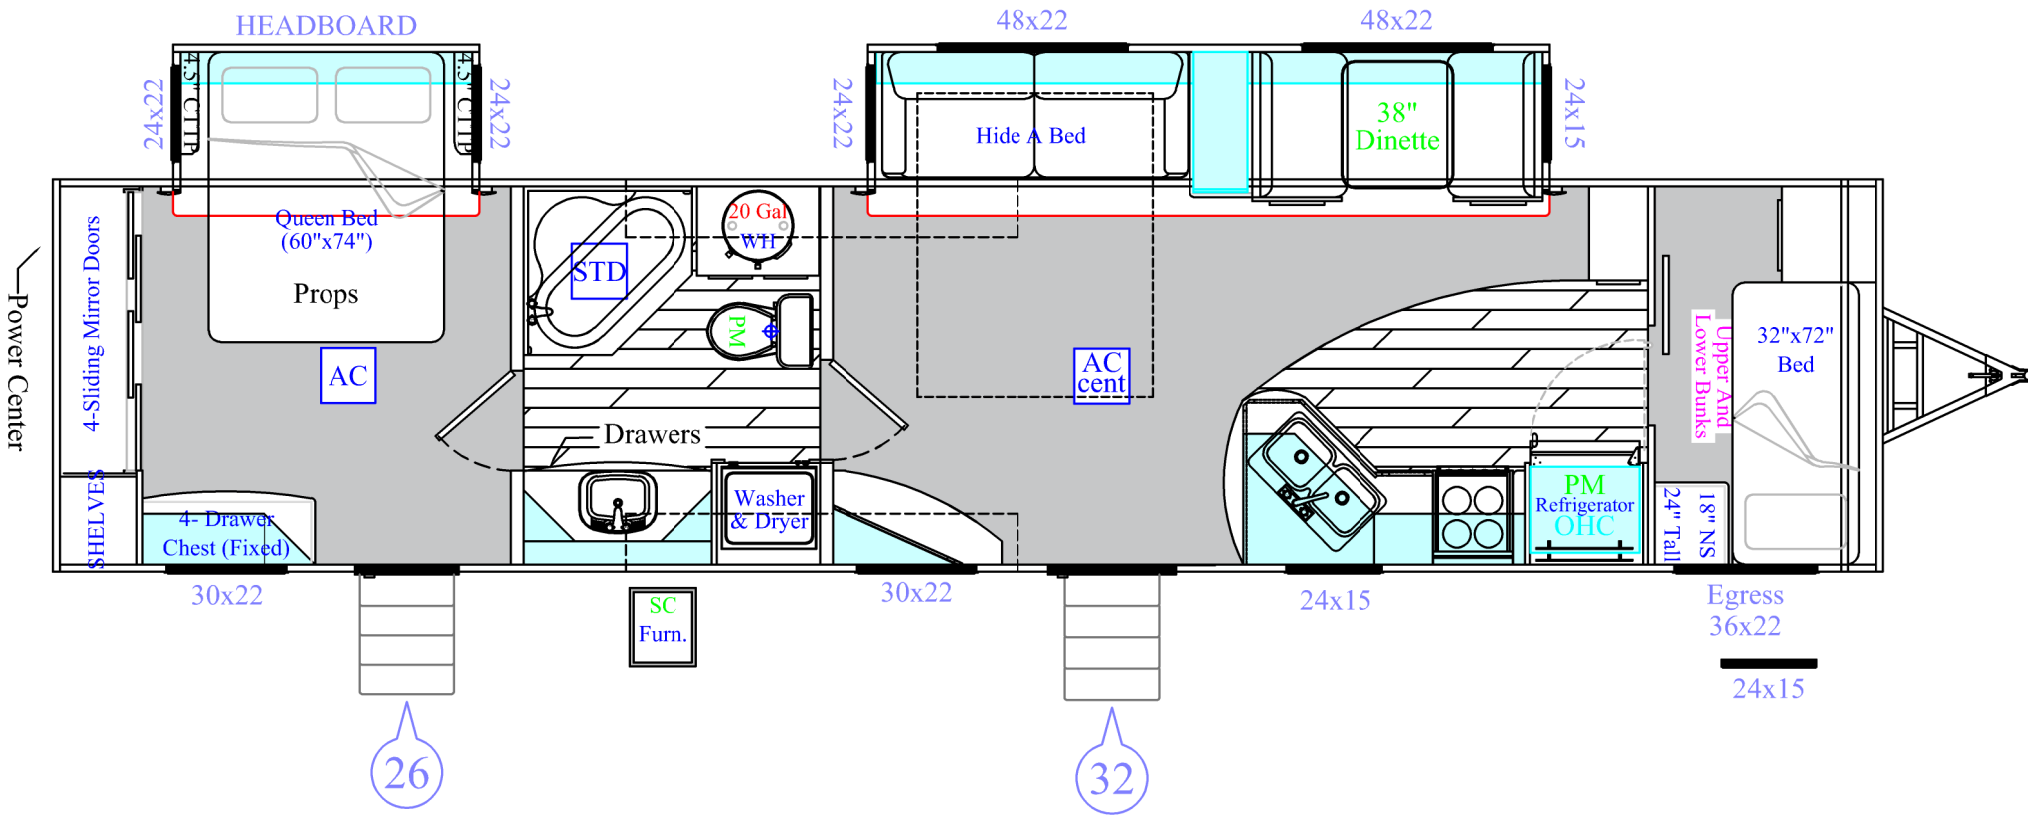 HEADBOARD
48x22
48x22
24x22
4.5" CTTP
4.5" CTTP
24x22
24x22
Hide A Bed
38"
Dinette
24x15
Queen Bed
(60"x74")
Props
AC
4-Sliding Mirror Doors
Power Center
SHELVES
4- Drawer
Chest (Fixed)
STD
20 Gal
WH
PM
Drawers
Washer
& Dryer
AC
cent
PM
Refrigerator
OHC
Upper And
Lower Bunks
32"x72"
Bed
18" NS
24" Tall
30x22
SC
Furn.
30x22
24x15
Egress
36x22
24x15
26
32